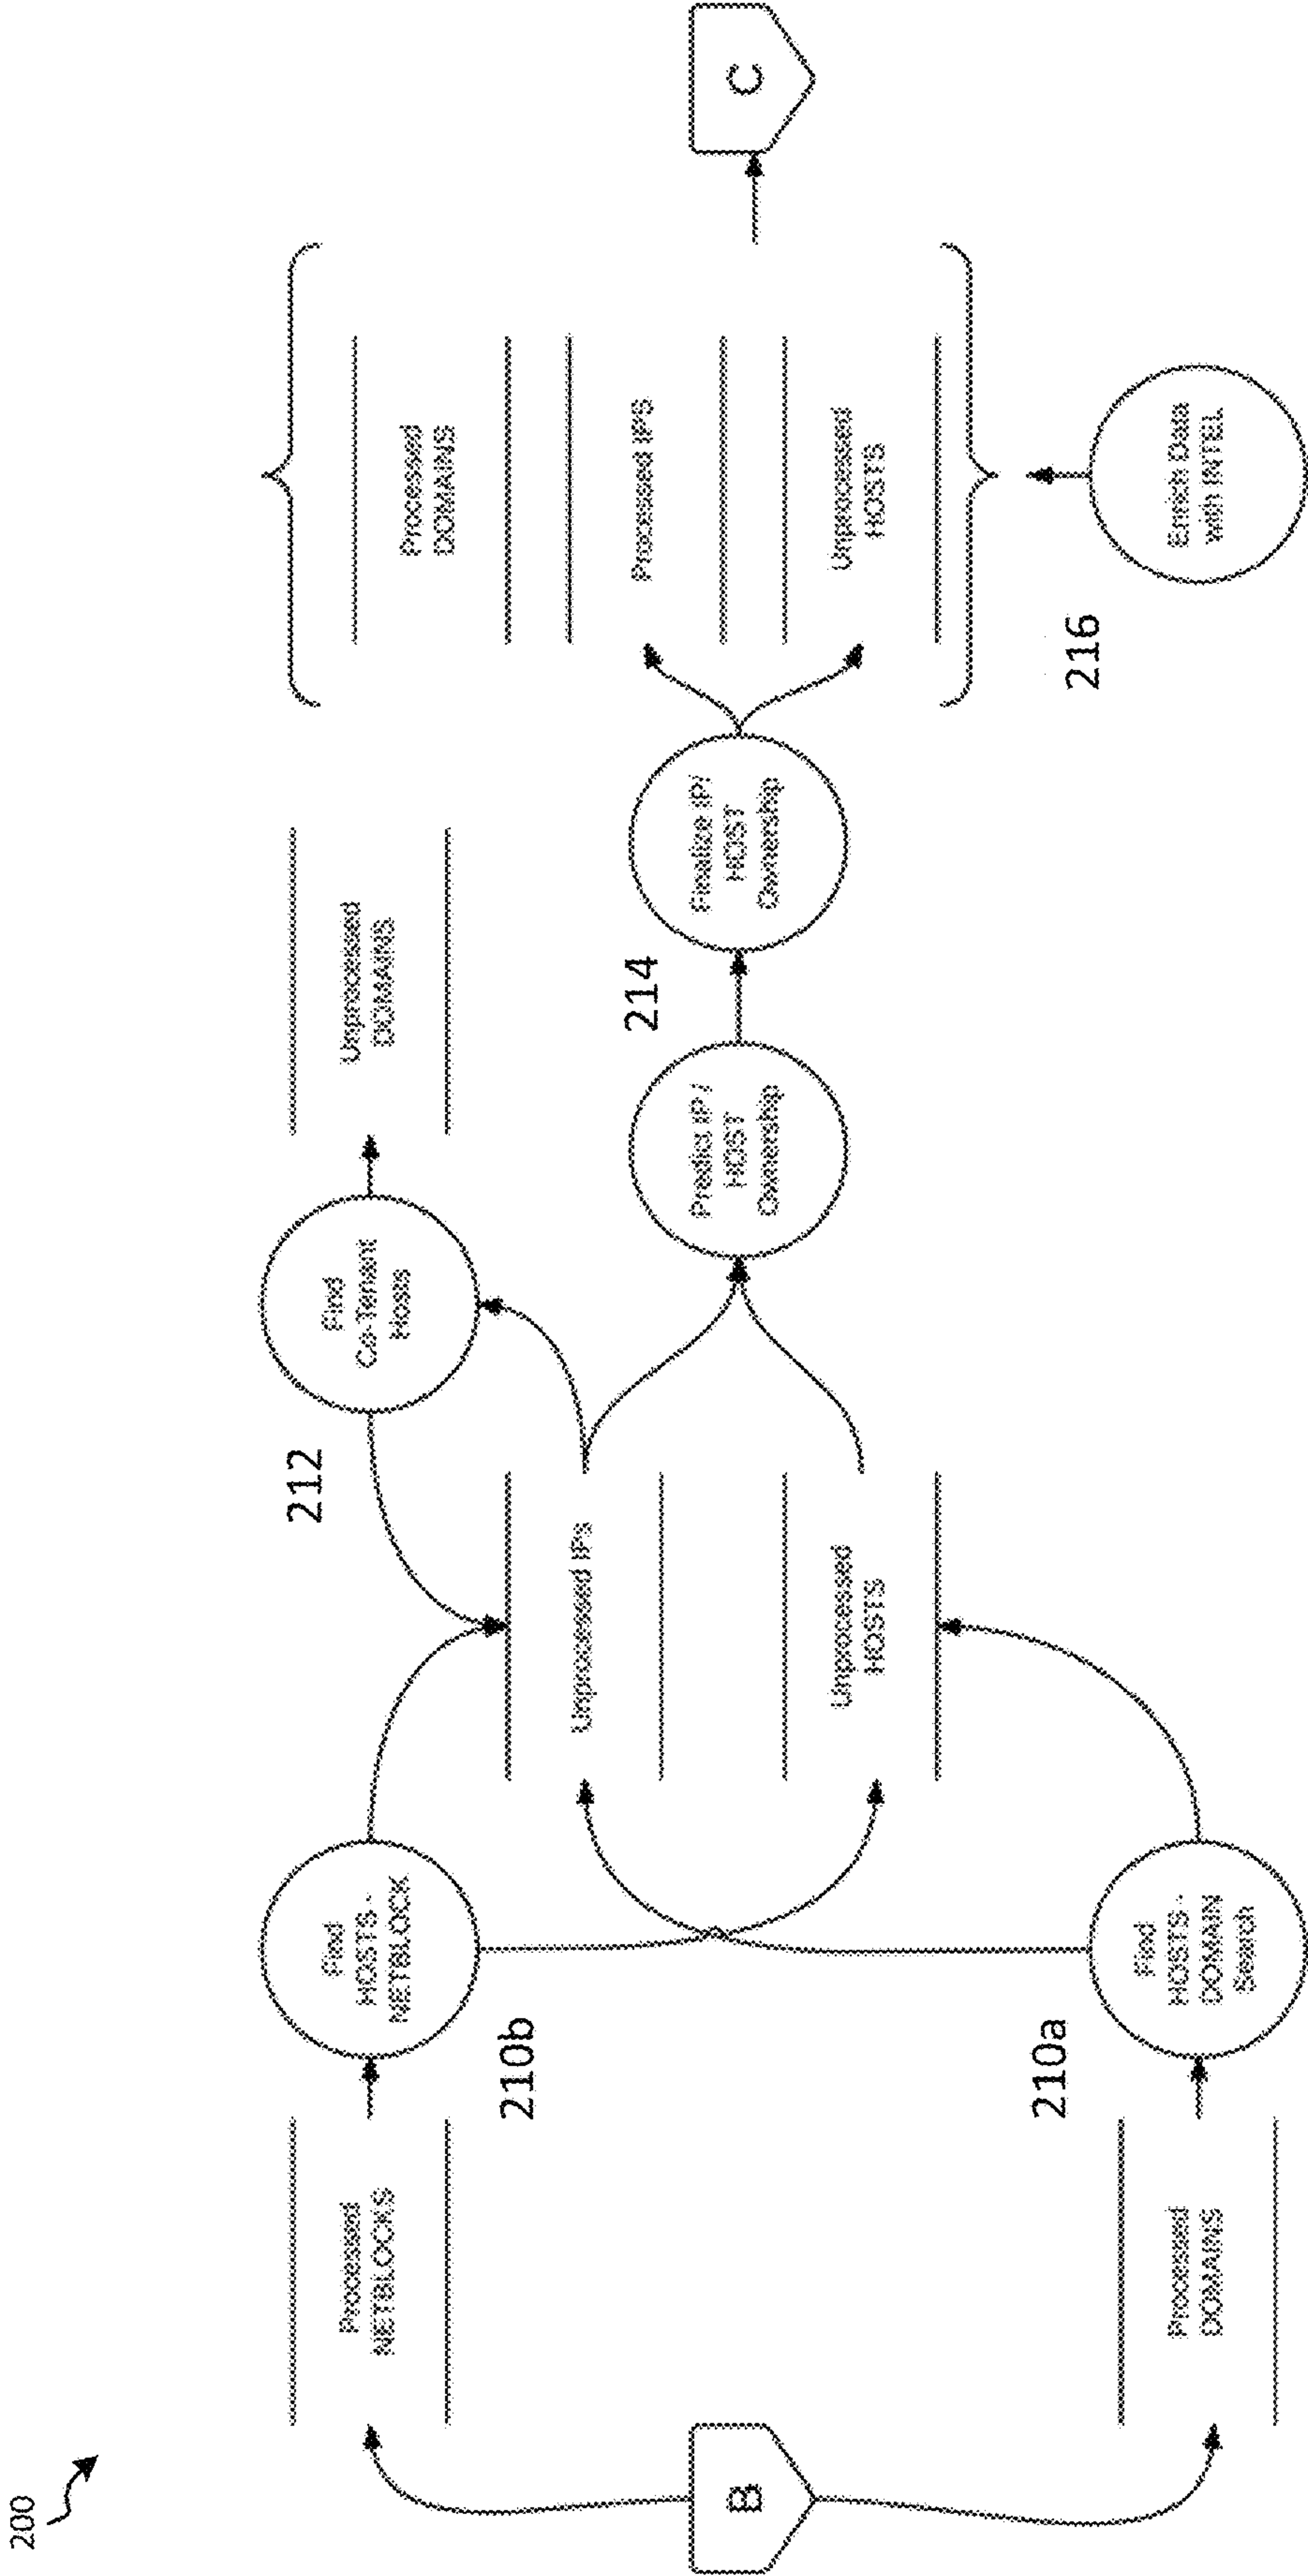 200
B
Processed
NETBLOCKS
Processed
DOMAINS
210b
210a
Find
HOSTS -
NETBLOCK
Find
HOSTS -
DOMAIN
Search
Unprocessed IPs
Unprocessed
HOSTS
212
Find
Co-Tenant
Hosts
Predict IP /
HOST
Ownership
214
Unprocessed
DOMAINS
Finalize IP/
HOST
Ownership
216
Processed
DOMAINS
Processed IPS
Unprocessed
HOSTS
Enrich Data
with INTEL
C